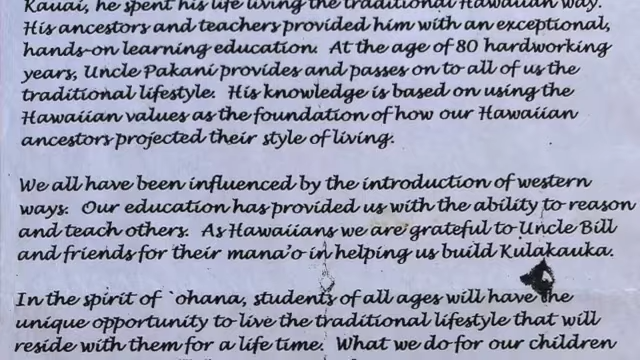 Kauai, he spent his life living the traditional Hawaiian way.
His ancestors and teachers provided him with an exceptional,
hands-on learning education. At the age of 80 hardworking
years, Uncle Pakani provides and passes on to all of us the
traditional lifestyle. His knowledge is based on using the
Hawaiian values as the foundation of how our Hawaiian
ancestors projected their style of living.
We all have been influenced by the introduction of western
ways. Our education has provided us with the ability to reason
and teach others. As Hawaiians we are grateful to Uncle Bill
and friends for their mana'o in helping us build Kulakauka.
In the spirit of `ohana, students of all ages will have the
unique opportunity to live the traditional lifestyle that will
reside with them for a life time. What we do for our children